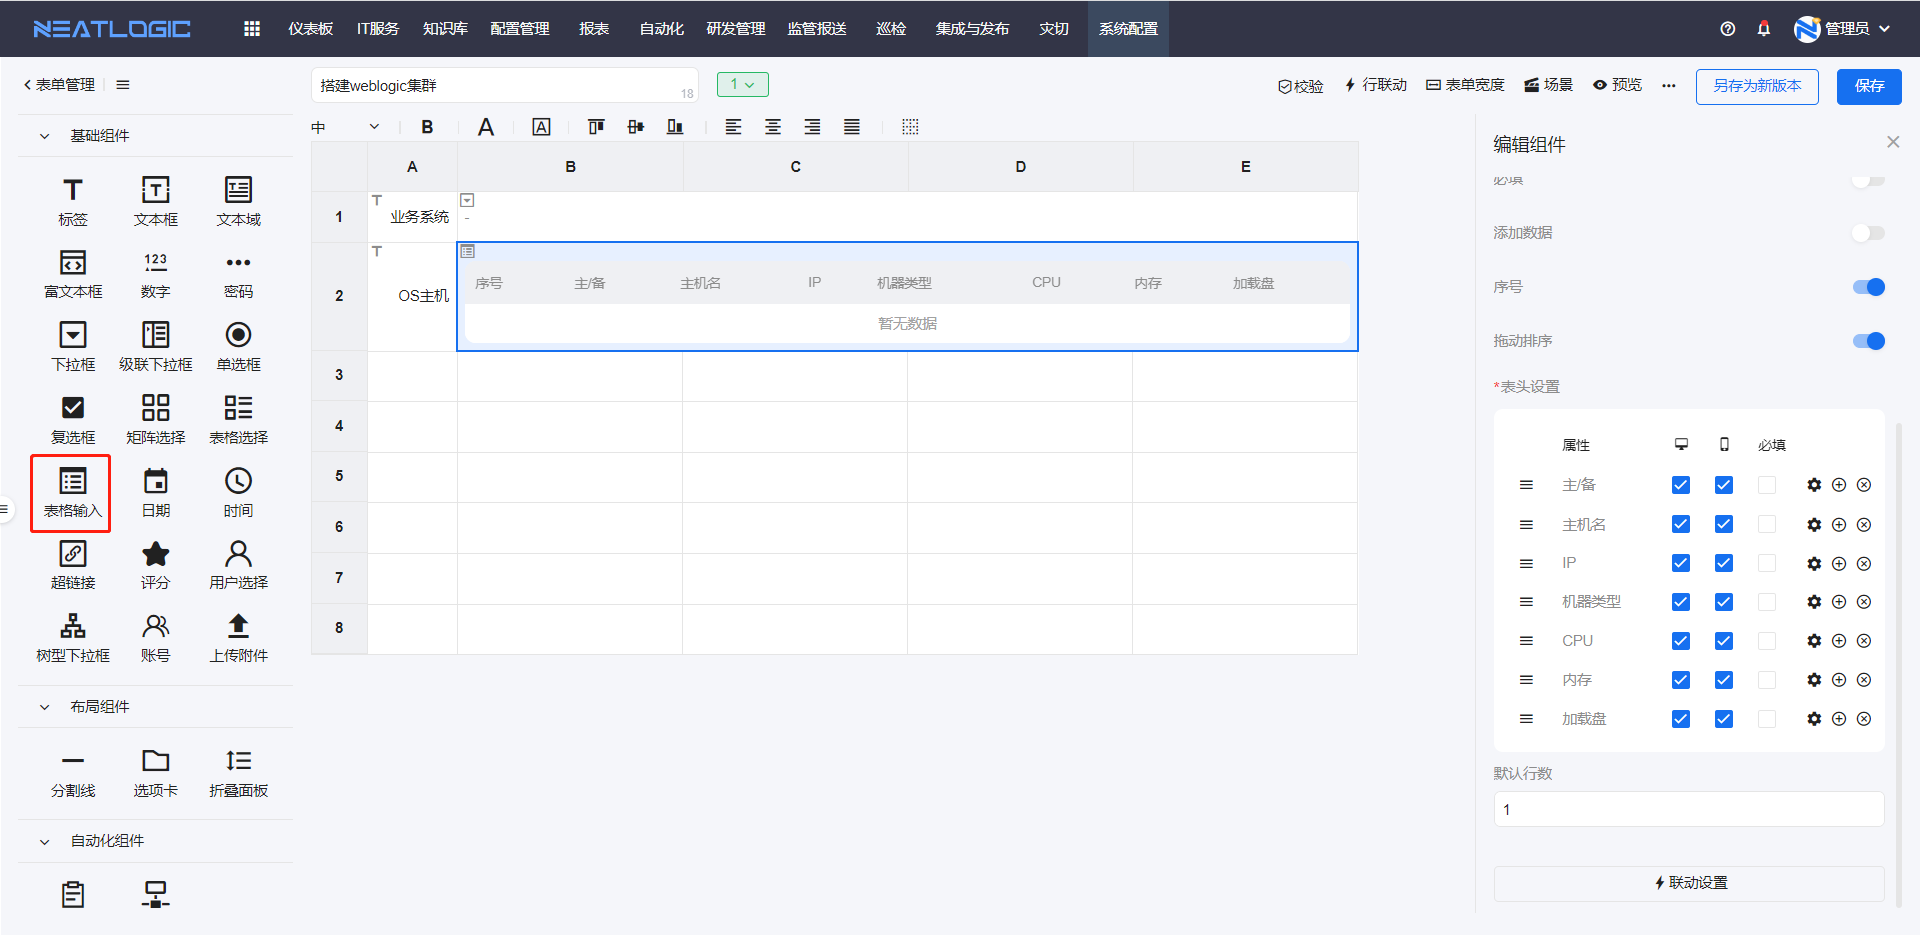 NEATLOGIC 仪表板 IT服务 知识库 配置管理 报表 自动化 研发管理 监管报送 巡检 集成与发布 灾切 系统配置 管理员
表单管理 搭建weblogic集群 18 1 校验 行联动 表单宽度 场景 预览 另存为新版本 保存
中 B A A
基础组件
标签 文本框 文本域
123
富文本框 数字 密码
下拉框 级联下拉框 单选框
复选框 矩阵选择 表格选择
表格输入 日期 时间
超链接 评分 用户选择
树型下拉框 账号 上传附件
布局组件
分割线 选项卡 折叠面板
自动化组件
A B C D E
1 业务系统 -
2 OS主机
序号 主/备 主机名 IP 机器类型 CPU 内存 加载盘
暂无数据
3
4
5
6
7
8
编辑组件
必填
添加数据
序号
拖动排序
*表头设置
属性 必填
主/备
主机名
IP
机器类型
CPU
内存
加载盘
默认行数
1
联动设置